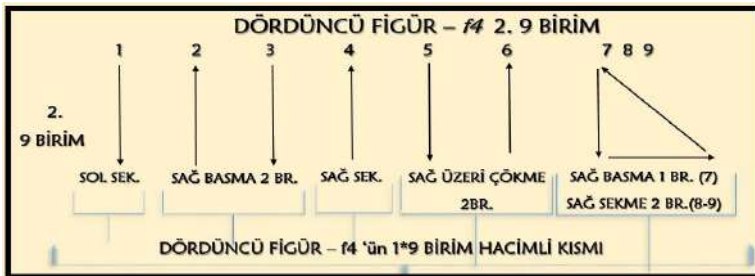 DÖRDÜNCÜ FİGÜR – f4 2. 9 BİRİM
1 2 3 4 5 6 7 8 9
2.
9 BİRİM
SOL SEK. SAĞ BASMA 2 BR. SAĞ SEK. SAĞ ÜZERİ ÇÖKME SAĞ BASMA 1 BR. (7)
2BR. SAĞ SEKME 2 BR.(8-9)
DÖRDÜNCÜ FİGÜR – f4 'ün 1*9 BİRİM HACİMLİ KISMI